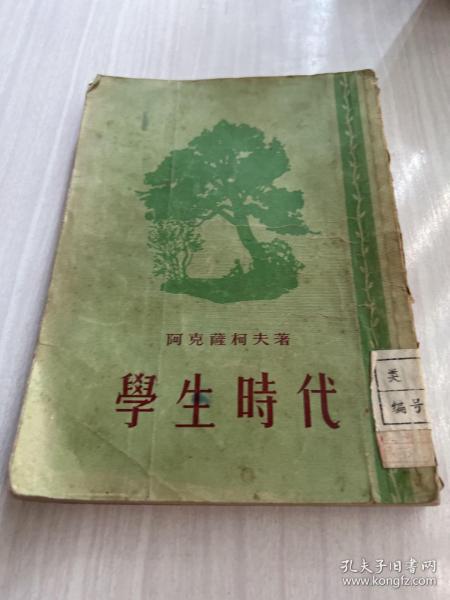 阿克薩柯夫著
學生時代
类
编号
孔夫子旧书网
www.kongfz.com